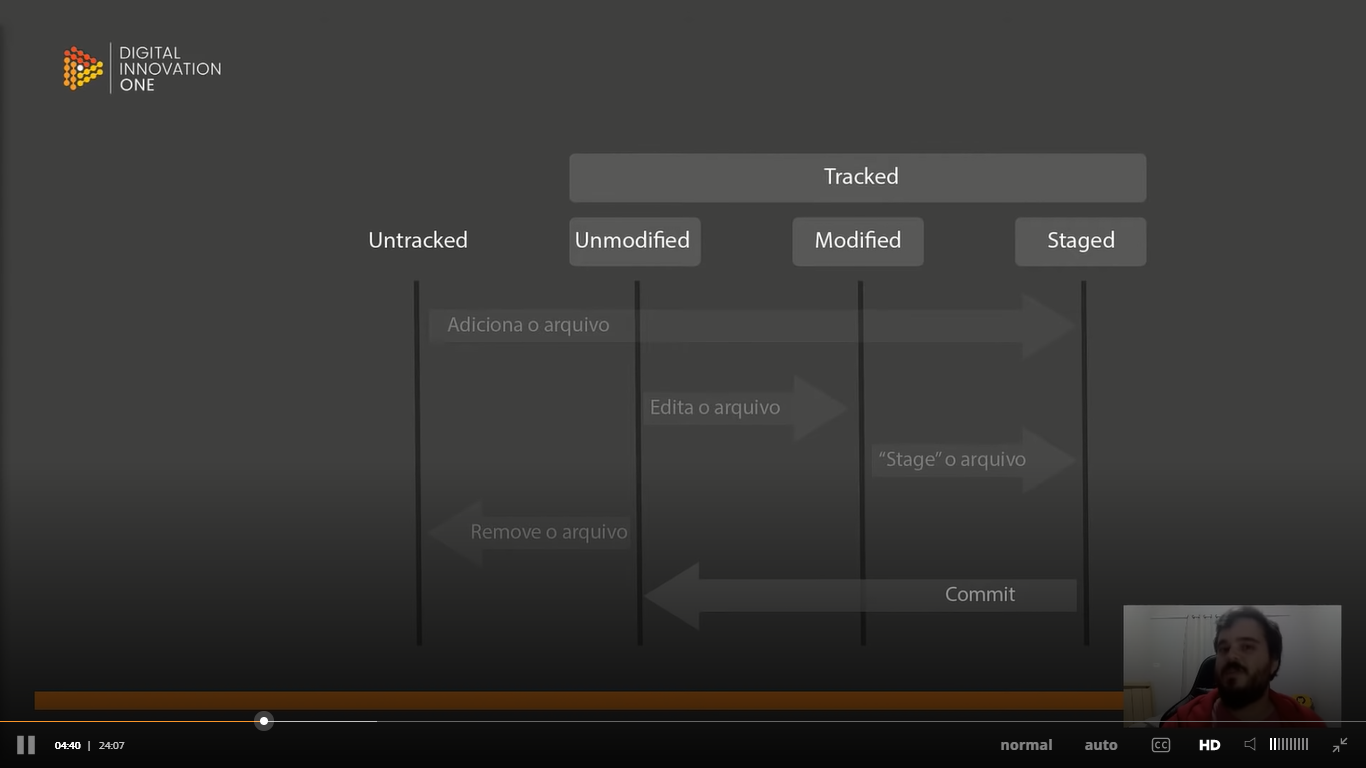 DIGITAL
INNOVATION
ONE
Tracked
Untracked
Unmodified
Modified
Staged
Adiciona o arquivo
Edita o arquivo
“Stage” o arquivo
Remove o arquivo
Commit
04:40 | 24:07
normal
auto
CC
HD